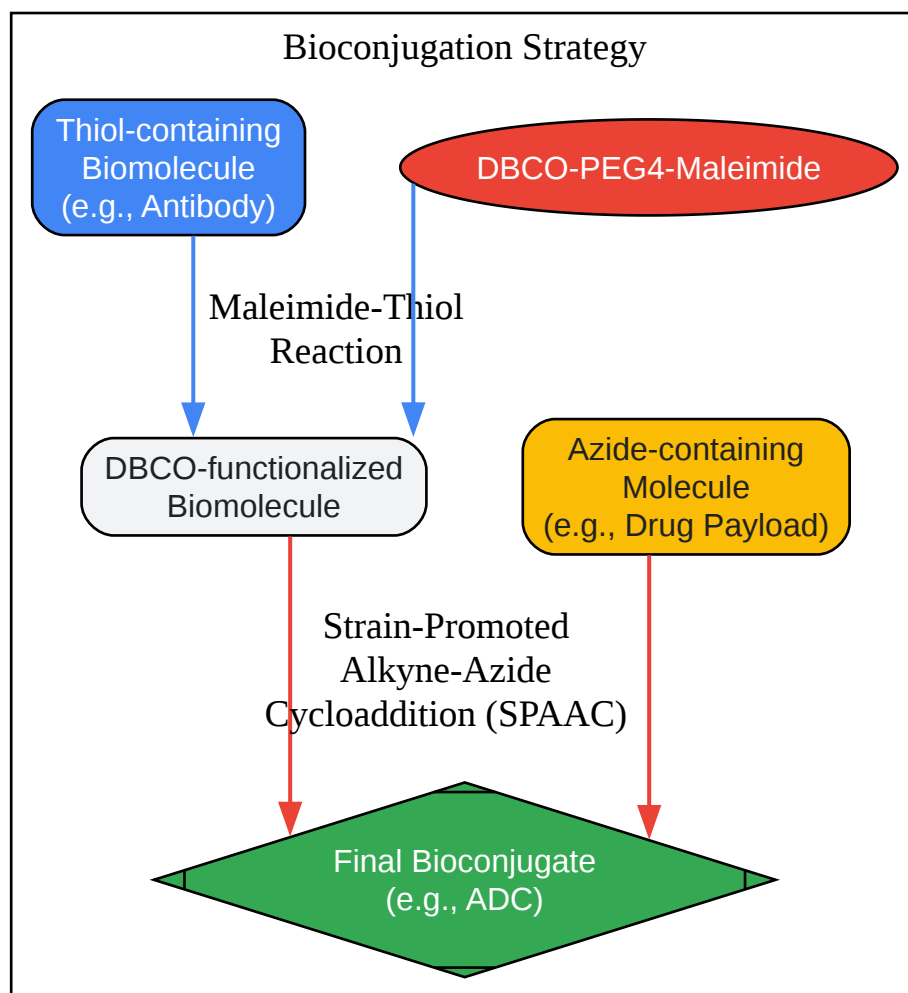 Bioconjugation Strategy
Thiol-containing
Biomolecule
(e.g., Antibody)
DBCO-PEG4-Maleimide
Maleimide-Thiol
Reaction
DBCO-functionalized
Biomolecule
Azide-containing
Molecule
(e.g., Drug Payload)
Strain-Promoted
Alkyne-Azide
Cycloaddition (SPAAC)
Final Bioconjugate
(e.g., ADC)